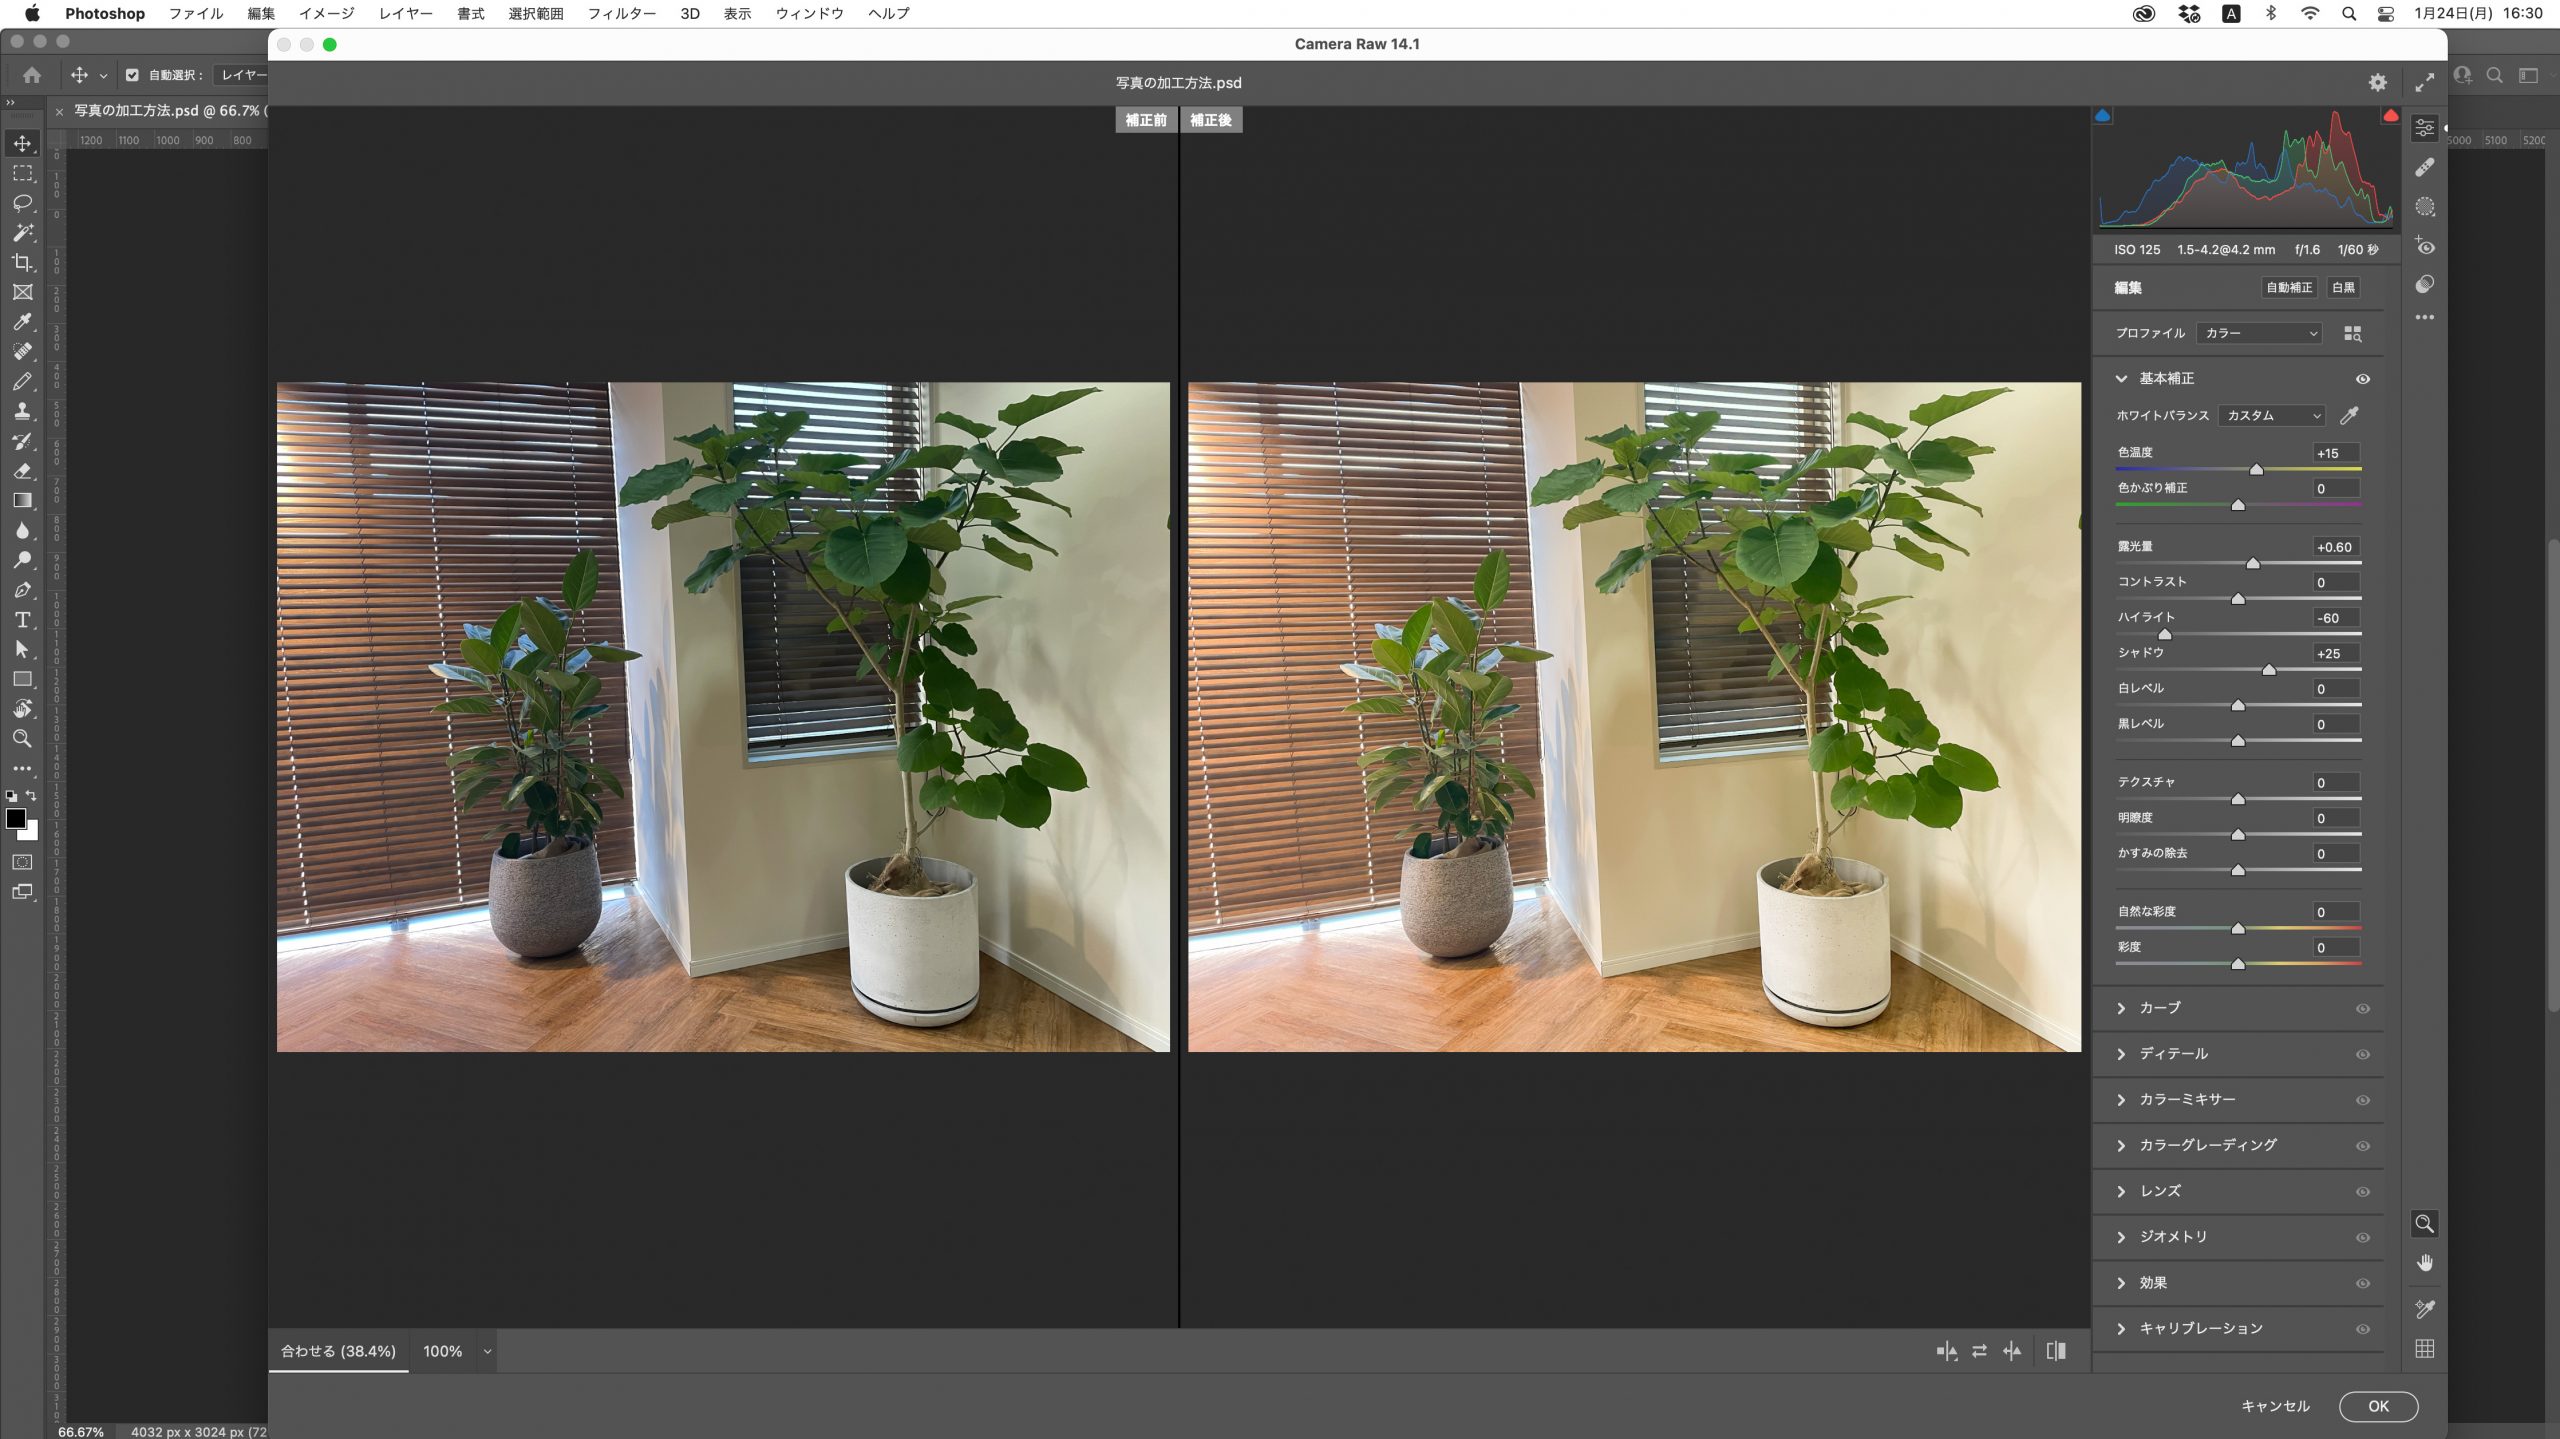 Photoshop ファイル 編集 イメージ レイヤー 書式 選択範囲 フィルター 3D 表示 ウィンドウ ヘルプ A 1月24日(月) 16:30
Camera Raw 14.1
自動選択： レイヤー
写真の加工方法.psd
× 写真の加工方法.psd @ 66.7% (
補正前 補正後
1200 1100 1000 900 800
5000 5100 5200
ISO 125 1.5-4.2@4.2 mm f/1.6 1/60 秒
編集 自動補正 白黒
プロファイル カラー
基本補正
ホワイトバランス カスタム
色温度 +15
色かぶり補正 0
露光量 +0.60
コントラスト 0
ハイライト -60
シャドウ +25
白レベル 0
黒レベル 0
テクスチャ 0
明瞭度 0
かすみの除去 0
自然な彩度 0
彩度 0
カーブ
ディテール
カラーミキサー
カラーグレーディング
レンズ
ジオメトリ
効果
キャリブレーション
合わせる (38.4%) 100%
キャンセル OK
66.67% 4032 px x 3024 px (72